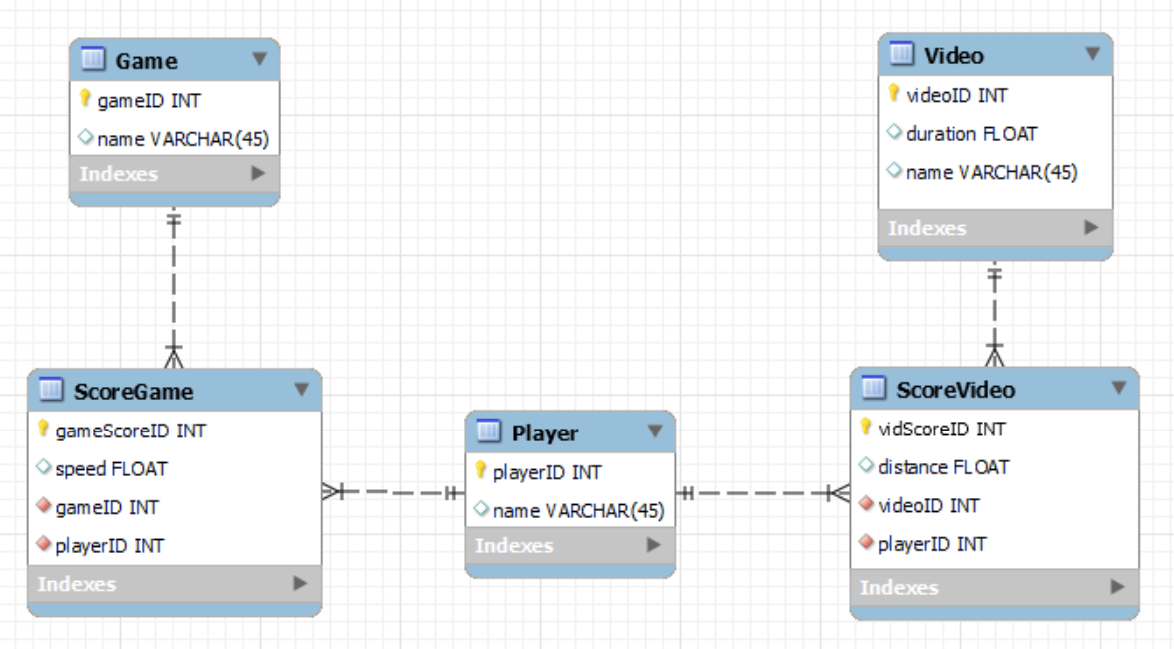 Game
gameID INT
name VARCHAR(45)
Indexes
Video
videoID INT
duration FLOAT
name VARCHAR(45)
Indexes
ScoreGame
gameScoreID INT
speed FLOAT
gameID INT
playerID INT
Indexes
Player
playerID INT
name VARCHAR(45)
Indexes
ScoreVideo
vidScoreID INT
distance FLOAT
videoID INT
playerID INT
Indexes